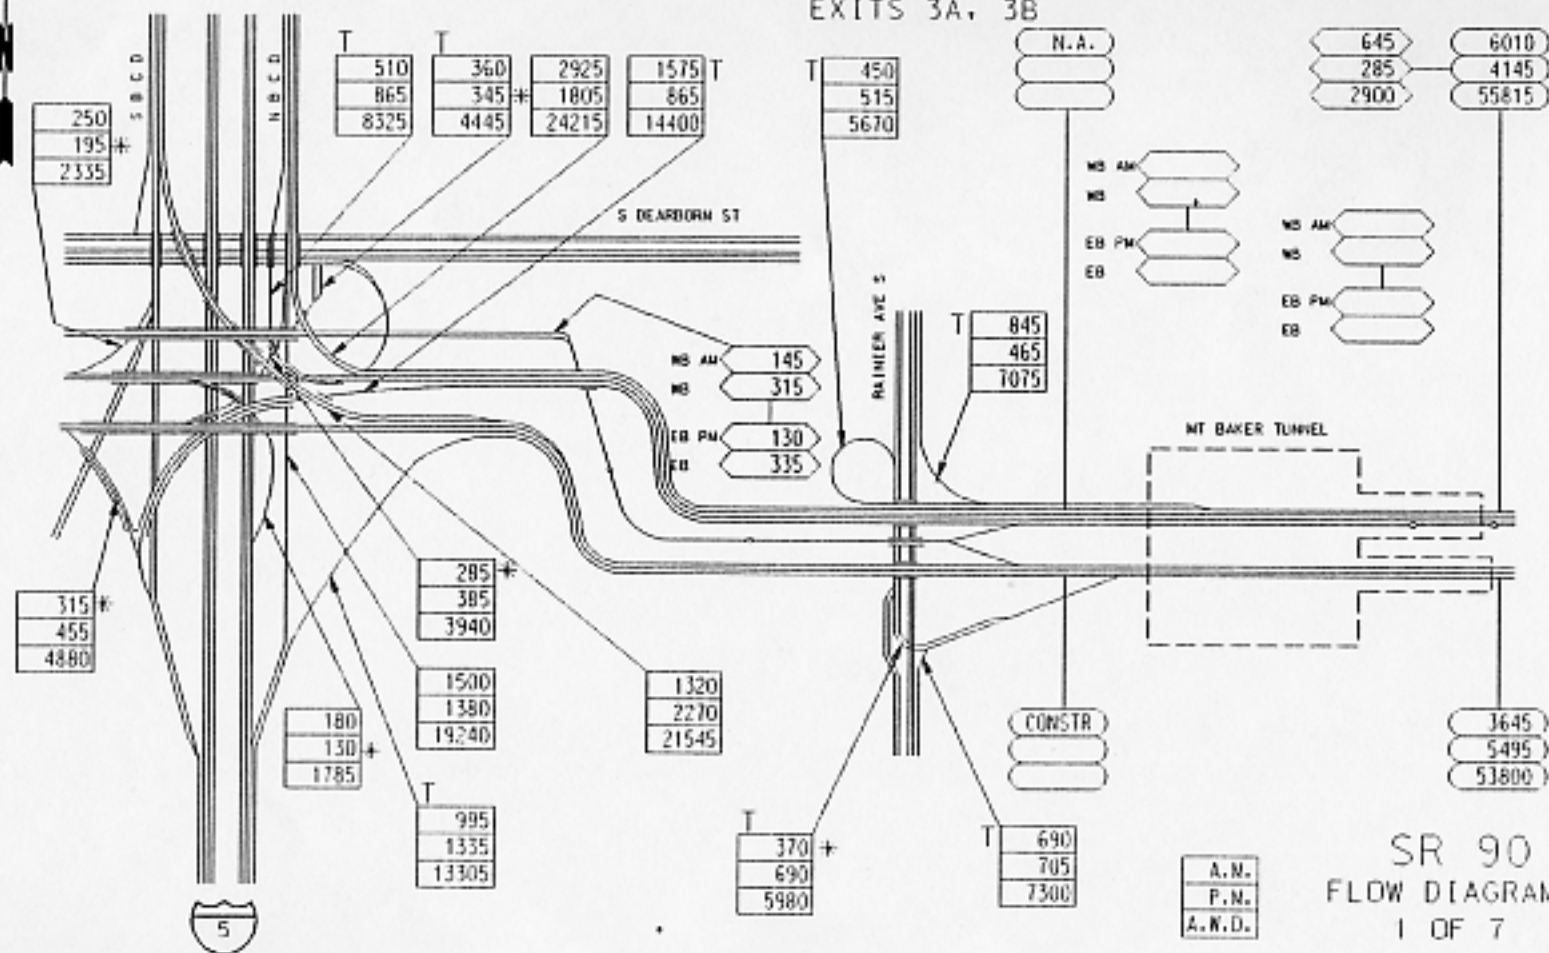 EXITS 3A, 3B
N
SBCD
NBCD
T
510
865
8325
T
360
345 *
4445
2925
1805
24215
T
1575
865
14400
T
450
515
5670
N.A.
645
285
2900
6010
4145
55815
250
195 *
2335
S DEARBORN ST
RAINIER AVE S
WB AM
WB
EB PM
EB
WB AM
WB
EB PM
EB
T
845
465
7075
WB AM 145
WB 315
EB PM 130
EB 335
MT BAKER TUNNEL
315 *
455
4880
285 *
385
3940
1500
1380
19240
1320
2270
21545
180
130 *
1785
T
995
1335
13305
CONSTR
3645
5495
53800
T
370 *
690
5980
T
690
705
7300
A.M.
P.M.
A.W.D.
SR 90
FLOW DIAGRAM
1 OF 7
5